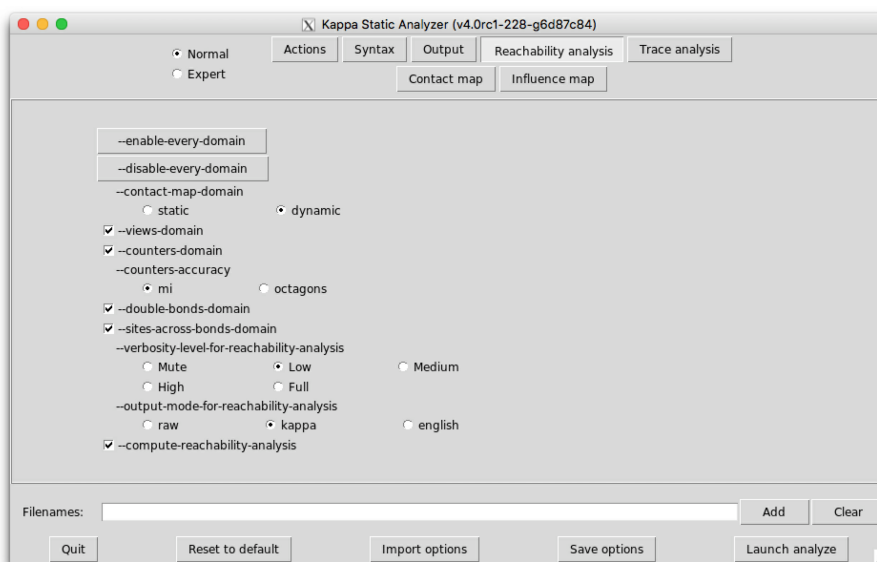 Kappa Static Analyzer (v4.0rc1-228-g6d87c84)
Normal
Expert
Actions Syntax Output Reachability analysis Trace analysis
Contact map Influence map
--enable-every-domain
--disable-every-domain
--contact-map-domain
static dynamic
--views-domain
--counters-domain
--counters-accuracy
mi octagons
--double-bonds-domain
--sites-across-bonds-domain
--verbosity-level-for-reachability-analysis
Mute Low Medium
High Full
--output-mode-for-reachability-analysis
raw kappa english
--compute-reachability-analysis
Filenames: Add Clear
Quit Reset to default Import options Save options Launch analyze